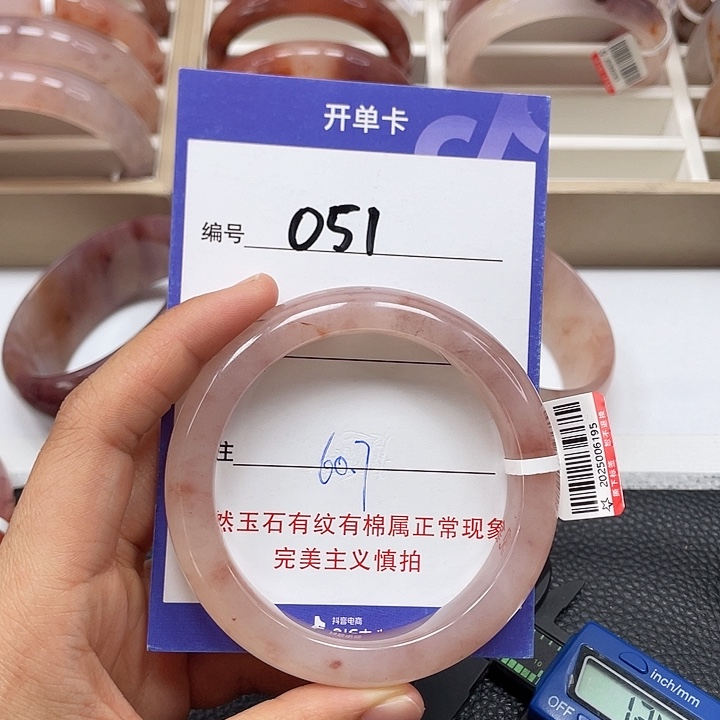 开单卡
编号 051
主 60.7
然玉石有纹有棉属正常现象
完美主义慎拍
抖音电商
2025006195
inch/mm
OFF